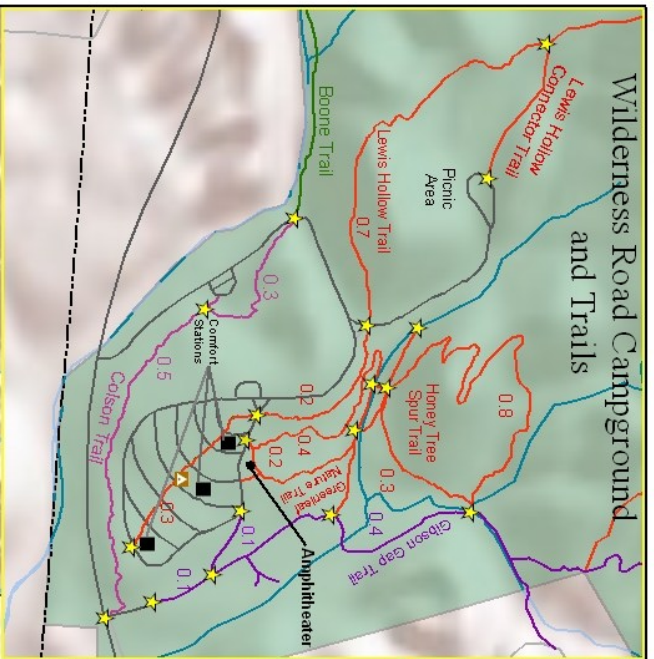 Wilderness Road Campground
and Trails
Lewis Hollow
Connector Trail
Picnic
Area
Lewis Hollow Trail
0.7
Boone Trail
0.3
Comfort
Stations
0.5
Colson Trail
0.2
0.4
0.2
Honey Tree
Spur Trail
0.8
0.3
Greenleaf
Nature Trail
0.4
Gibson Gap Trail
0.3
0.1
0.1
Amphitheater